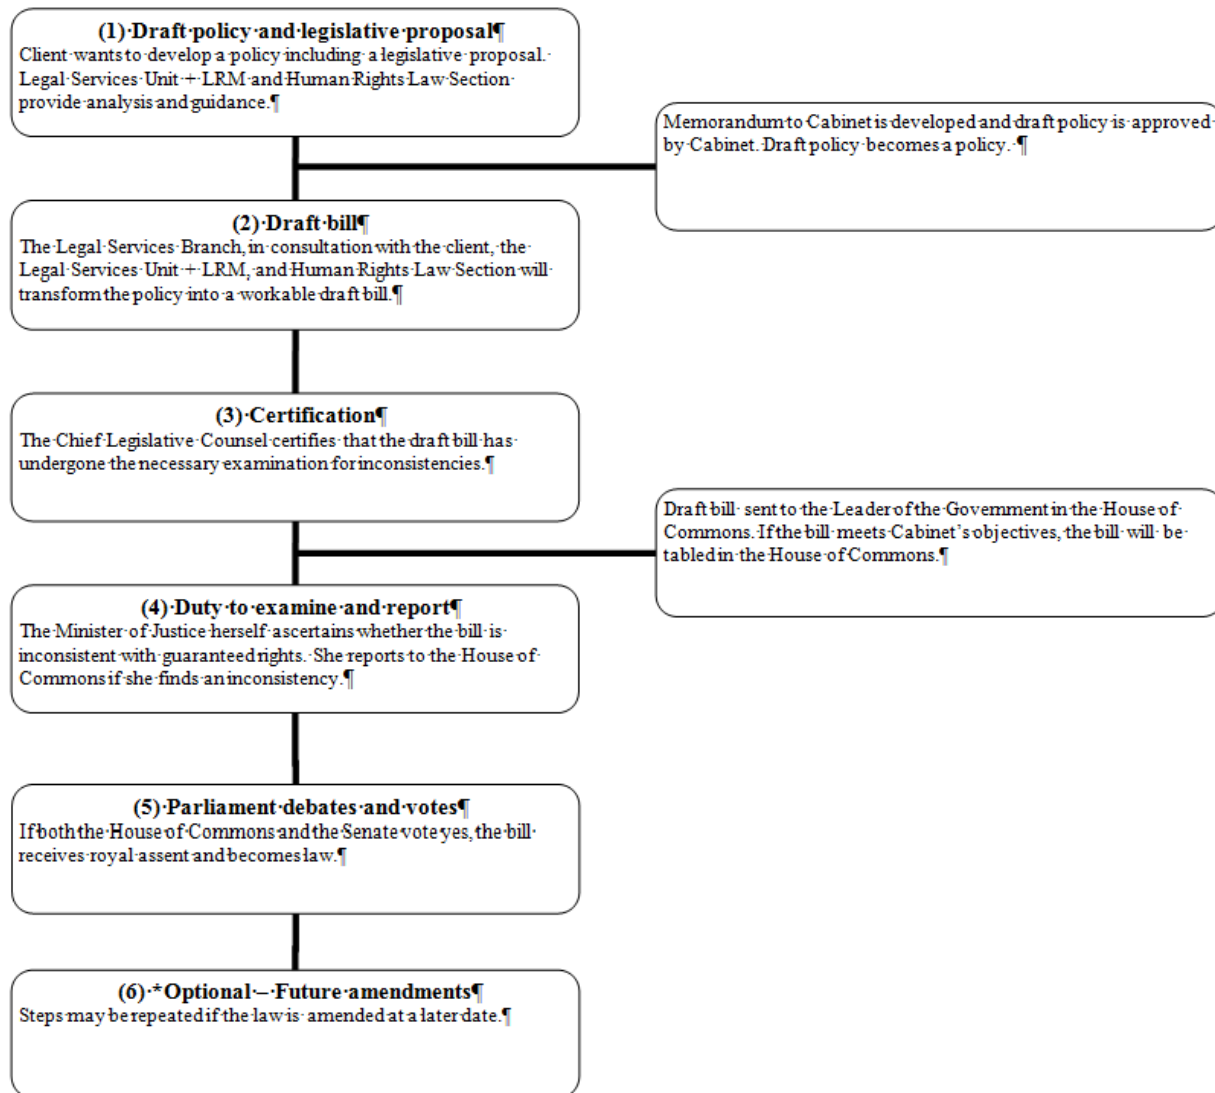 (1)·Draft·policy·and·legislative·proposal¶
Client·wants·to·develop·a·policy·including·a·legislative·proposal.·
Legal·Services·Unit·+·LRM·and·Human·Rights·Law·Section·
provide·analysis·and·guidance.¶
Memorandum·to·Cabinet·is·developed·and·draft·policy·is·approved·
by·Cabinet.·Draft·policy·becomes·a·policy.·¶
(2)·Draft·bill¶
The·Legal·Services·Branch,·in·consultation·with·the·client,·the·
Legal·Services·Unit·+·LRM,·and·Human·Rights·Law·Section·will·
transform·the·policy·into·a·workable·draft·bill.¶
(3)·Certification¶
The·Chief·Legislative·Counsel·certifies·that·the·draft·bill·has·
undergone·the·necessary·examination·for·inconsistencies.¶
Draft·bill·sent·to·the·Leader·of·the·Government·in·the·House·of·
Commons.·If·the·bill·meets·Cabinet’s·objectives,·the·bill·will·be·
tabled·in·the·House·of·Commons.¶
(4)·Duty·to·examine·and·report¶
The·Minister·of·Justice·herself·ascertains·whether·the·bill·is·
inconsistent·with·guaranteed·rights.·She·reports·to·the·House·of·
Commons·if·she·finds·an·inconsistency.¶
(5)·Parliament·debates·and·votes¶
If·both·the·House·of·Commons·and·the·Senate·vote·yes,·the·bill·
receives·royal·assent·and·becomes·law.¶
(6)·*Optional·–·Future·amendments¶
Steps·may·be·repeated·if·the·law·is·amended·at·a·later·date.¶